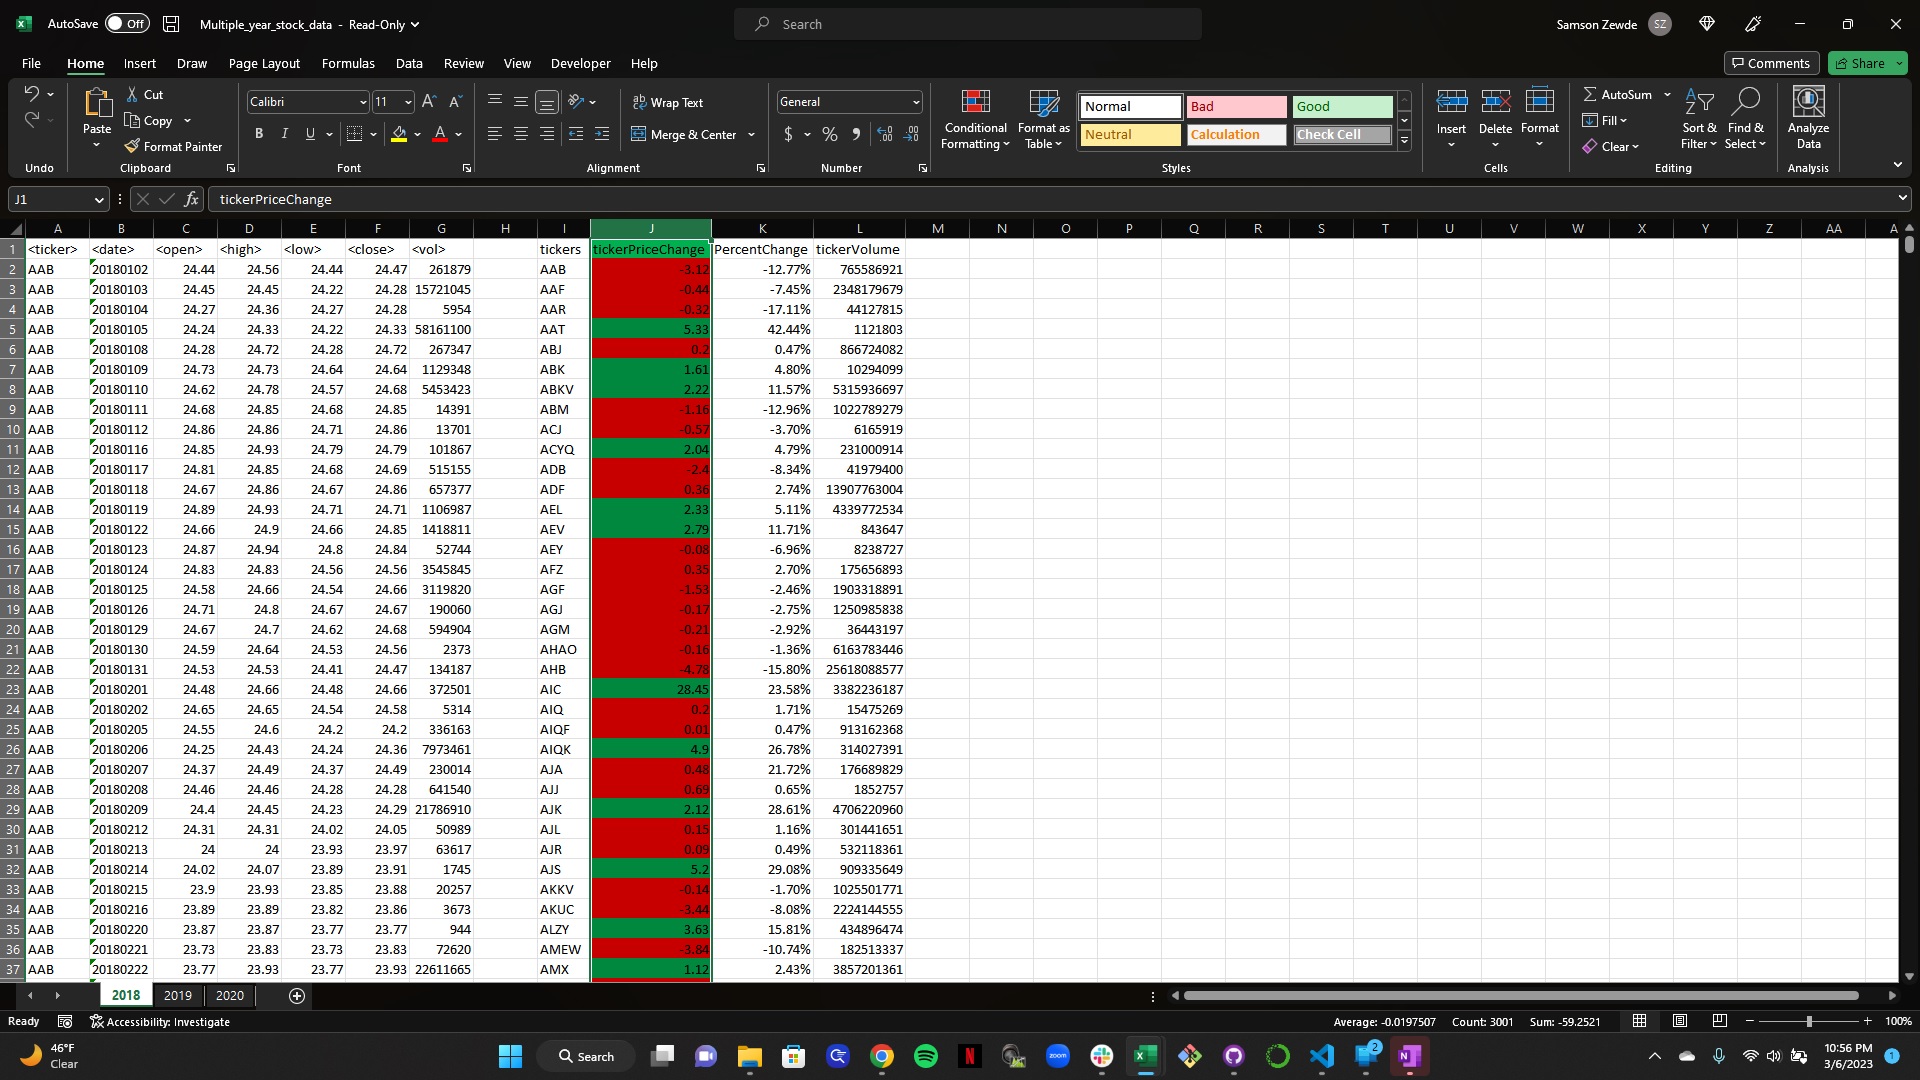 AutoSave Off Multiple_year_stock_data - Read-Only Search Samson Zewde SZ
File Home Insert Draw Page Layout Formulas Data Review View Developer Help Comments Share
Cut Calibri 11 Wrap Text General Normal Bad Good AutoSum
Paste Copy B I U Merge & Center $ % Conditional Formatting Format as Table Neutral Calculation Check Cell Insert Delete Format Fill Sort & Filter Find & Select Analyze Data
Format Painter Clear
Undo Clipboard Font Alignment Number Styles Cells Editing Analysis
J1 fx tickerPriceChange
A B C D E F G H I J K L M N O P Q R S T U V W X Y Z AA A
1 <ticker> <date> <open> <high> <low> <close> <vol> tickers tickerPriceChange PercentChange tickerVolume
2 AAB 20180102 24.44 24.56 24.44 24.47 261879 AAB -3.12 -12.77% 765586921
3 AAB 20180103 24.45 24.45 24.22 24.28 15721045 AAF -0.44 -7.45% 2348179679
4 AAB 20180104 24.27 24.36 24.27 24.28 5954 AAR -0.32 -17.11% 44127815
5 AAB 20180105 24.24 24.33 24.22 24.33 58161100 AAT 5.33 42.44% 1121803
6 AAB 20180108 24.28 24.72 24.28 24.72 267347 ABJ 0.2 0.47% 866724082
7 AAB 20180109 24.73 24.73 24.64 24.64 1129348 ABK 1.61 4.80% 10294099
8 AAB 20180110 24.62 24.78 24.57 24.68 5453423 ABKV 2.22 11.57% 5315936697
9 AAB 20180111 24.68 24.85 24.68 24.85 14391 ABM -1.16 -12.96% 1022789279
10 AAB 20180112 24.86 24.86 24.71 24.86 13701 ACJ -0.57 -3.70% 6165919
11 AAB 20180116 24.85 24.93 24.79 24.79 101867 ACYQ 2.04 4.79% 231000914
12 AAB 20180117 24.81 24.85 24.68 24.69 515155 ADB -2.4 -8.34% 41979400
13 AAB 20180118 24.67 24.86 24.67 24.86 657377 ADF 0.36 2.74% 13907763004
14 AAB 20180119 24.89 24.93 24.71 24.71 1106987 AEL 2.33 5.11% 4339772534
15 AAB 20180122 24.66 24.9 24.66 24.85 1418811 AEV 2.79 11.71% 843647
16 AAB 20180123 24.87 24.94 24.8 24.84 52744 AEY -0.08 -6.96% 8238727
17 AAB 20180124 24.83 24.83 24.56 24.56 3545845 AFZ 0.35 2.70% 175656893
18 AAB 20180125 24.58 24.66 24.54 24.66 3119820 AGF -1.53 -2.46% 1903318891
19 AAB 20180126 24.71 24.8 24.67 24.67 190060 AGJ -0.17 -2.75% 1250985838
20 AAB 20180129 24.67 24.7 24.62 24.68 594904 AGM -0.21 -2.92% 36443197
21 AAB 20180130 24.59 24.64 24.53 24.56 2373 AHAO -0.16 -1.36% 6163783446
22 AAB 20180131 24.53 24.53 24.41 24.47 134187 AHB -4.78 -15.80% 25618088577
23 AAB 20180201 24.48 24.66 24.48 24.66 372501 AIC 28.45 23.58% 3382236187
24 AAB 20180202 24.65 24.65 24.54 24.58 5314 AIQ 0.2 1.71% 15475269
25 AAB 20180205 24.55 24.6 24.2 24.2 336163 AIQF 0.01 0.47% 913162368
26 AAB 20180206 24.25 24.43 24.24 24.36 7973461 AIQK 4.9 26.78% 314027391
27 AAB 20180207 24.37 24.49 24.37 24.49 230014 AJA 0.48 21.72% 176689829
28 AAB 20180208 24.46 24.46 24.28 24.28 641540 AJJ 0.69 0.65% 1852757
29 AAB 20180209 24.4 24.45 24.23 24.29 21786910 AJK 2.12 28.61% 4706220960
30 AAB 20180212 24.31 24.31 24.02 24.05 50989 AJL 0.15 1.16% 301441651
31 AAB 20180213 24 24 23.93 23.97 63617 AJR 0.09 0.49% 532118361
32 AAB 20180214 24.02 24.07 23.89 23.91 1745 AJS 5.2 29.08% 909335649
33 AAB 20180215 23.9 23.93 23.85 23.88 20257 AKKV -0.14 -1.70% 1025501771
34 AAB 20180216 23.89 23.89 23.82 23.86 3673 AKUC -3.44 -8.08% 2224144555
35 AAB 20180220 23.87 23.87 23.77 23.77 944 ALZY 3.63 15.81% 434896474
36 AAB 20180221 23.73 23.83 23.73 23.83 72620 AMEW -3.84 -10.74% 182513337
37 AAB 20180222 23.77 23.93 23.77 23.93 22611665 AMX 1.12 2.43% 3857201361
2018 2019 2020
Ready Accessibility: Investigate Average: -0.0197507 Count: 3001 Sum: -59.2521 100%
46°F
Clear
Search zoom 2
10:56 PM
3/6/2023 1